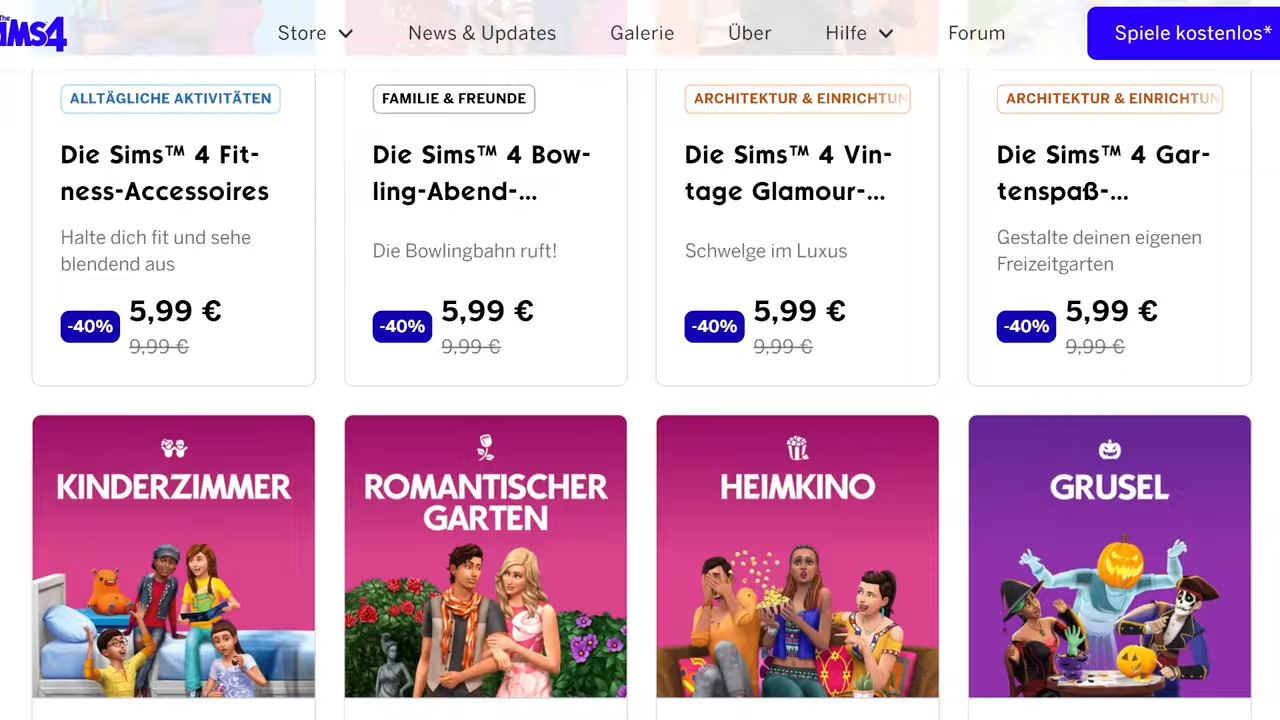 The
SIMS4
Store
News & Updates
Galerie
Über
Hilfe
Forum
Spiele kostenlos*
ALLTÄGLICHE AKTIVITÄTEN
FAMILIE & FREUNDE
ARCHITEKTUR & EINRICHTUN
ARCHITEKTUR & EINRICHTUN
Die Sims™ 4 Fit-
ness-Accessoires
Die Sims™ 4 Bow-
ling-Abend-...
Die Sims™ 4 Vin-
tage Glamour-...
Die Sims™ 4 Gar-
tenspaß-...
Halte dich fit und sehe
blendend aus
Die Bowlingbahn ruft!
Schwelge im Luxus
Gestalte deinen eigenen
Freizeitgarten
-40%
5,99 €
9,99 €
-40%
5,99 €
9,99 €
-40%
5,99 €
9,99 €
-40%
5,99 €
9,99 €
KINDERZIMMER
ROMANTISCHER
GARTEN
HEIMKINO
GRUSEL